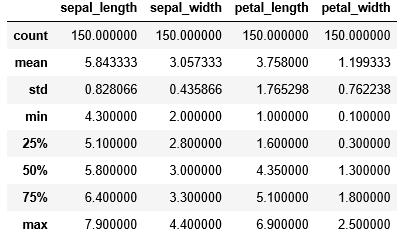 sepal_length sepal_width petal_length petal_width
count 150.000000 150.000000 150.000000 150.000000
mean 5.843333 3.057333 3.758000 1.199333
std 0.828066 0.435866 1.765298 0.762238
min 4.300000 2.000000 1.000000 0.100000
25% 5.100000 2.800000 1.600000 0.300000
50% 5.800000 3.000000 4.350000 1.300000
75% 6.400000 3.300000 5.100000 1.800000
max 7.900000 4.400000 6.900000 2.500000